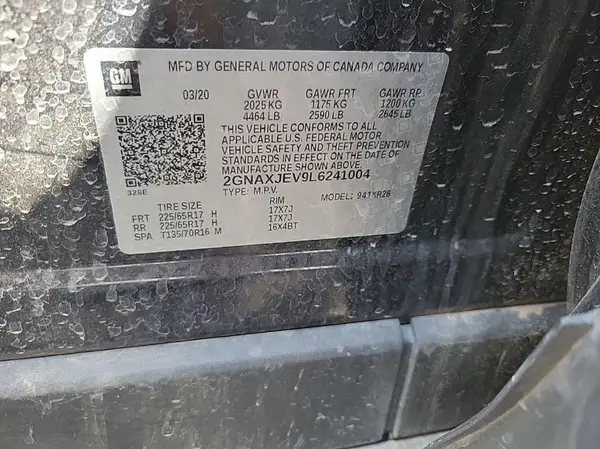 GM
MFD BY GENERAL MOTORS OF CANADA COMPANY
03/20 GVWR GAWR FRT GAWR RR
2025 KG 1175 KG 1200 KG
4464 LB 2590 LB 2645 LB
THIS VEHICLE CONFORMS TO ALL
APPLICABLE U.S. FEDERAL MOTOR
VEHICLE SAFETY AND THEFT PREVENTION
STANDARDS IN EFFECT ON THE DATE OF
MANUFACTURE SHOWN ABOVE.
328E 2GNAXJEV9L6241004
TYPE: M.P.V. MODEL: 941XR26
TIRE SIZE RIM
FRT 225/65R17 H 17X7J
RR 225/65R17 H 17X7J
SPA T135/70R16 M 16X4BT